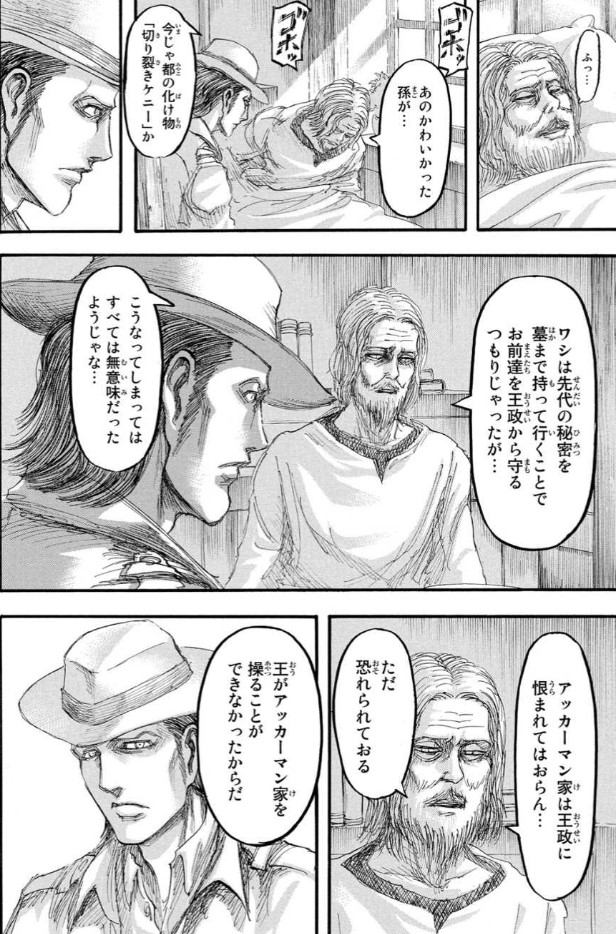 ふっ…
あのかわいかった
孫が…
ゴホッ
ゴホッ
今じゃ都の化け物
「切り裂きケニー」か
ワシは先代の秘密を
墓まで持って行くことで
お前達を王政から守る
つもりじゃったが…
こうなってしまっては
すべては無意味だった
ようじゃな…
アッカーマン家は王政に
恨まれてはおらん…
ただ
恐れられておる
王がアッカーマン家を
操ることが
できなかったからだ